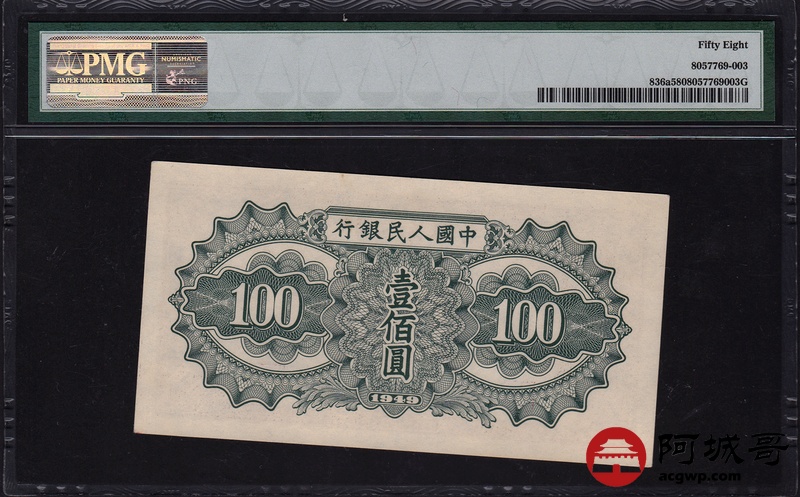 PMG
PAPER MONEY GUARANTY
NUMISMATIC
PNG
Fifty Eight
8057769-003
836a5808057769003G
行銀民人國中
100
壹佰圓
100
1949
阿城哥
acgwp.com